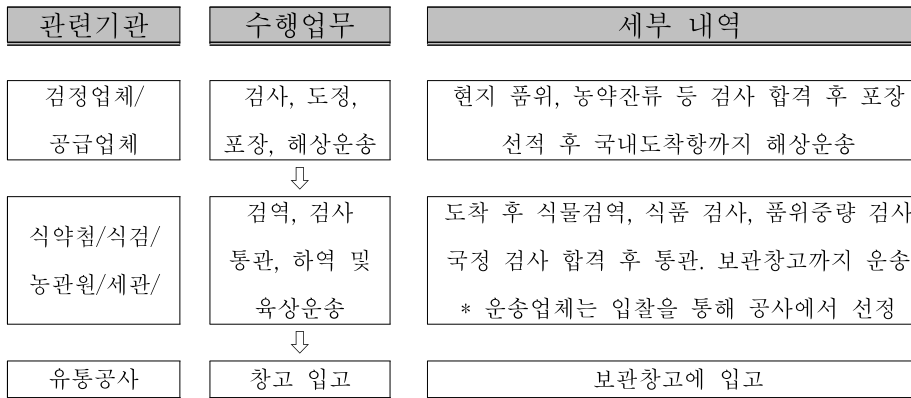 관련기관 수행업무 세부 내역
검정업체/
공급업체
검사, 도정,
포장, 해상운송
현지 품위, 농약잔류 등 검사 합격 후 포장
선적 후 국내도착항까지 해상운송
식약첨/식검/
농관원/세관/
검역, 검사
통관, 하역 및
육상운송
도착 후 식물검역, 식품 검사, 품위중량 검사
국정 검사 합격 후 통관. 보관창고까지 운송
* 운송업체는 입찰을 통해 공사에서 선정
유통공사
창고 입고
보관창고에 입고